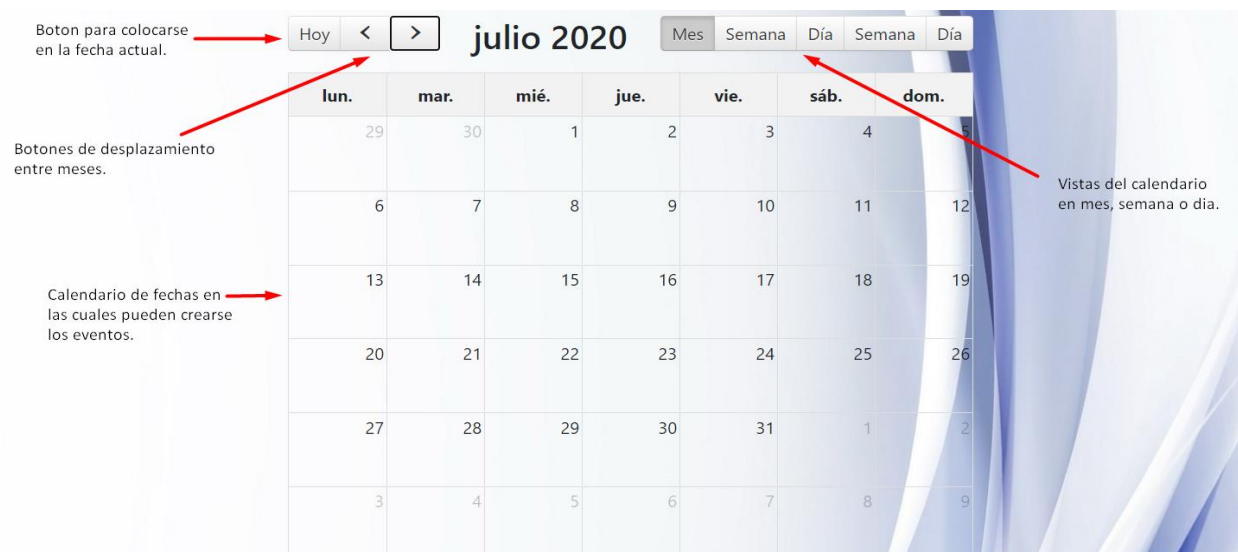 Boton para colocarse
en la fecha actual.
Hoy < > julio 2020 Mes Semana Día Semana Día
lun. mar. mié. jue. vie. sáb. dom.
29 30 1 2 3 4 5
Botones de desplazamiento
entre meses.
Vistas del calendario
en mes, semana o dia.
6 7 8 9 10 11 12
13 14 15 16 17 18 19
Calendario de fechas en
las cuales pueden crearse
los eventos.
20 21 22 23 24 25 26
27 28 29 30 31 1 2
3 4 5 6 7 8 9